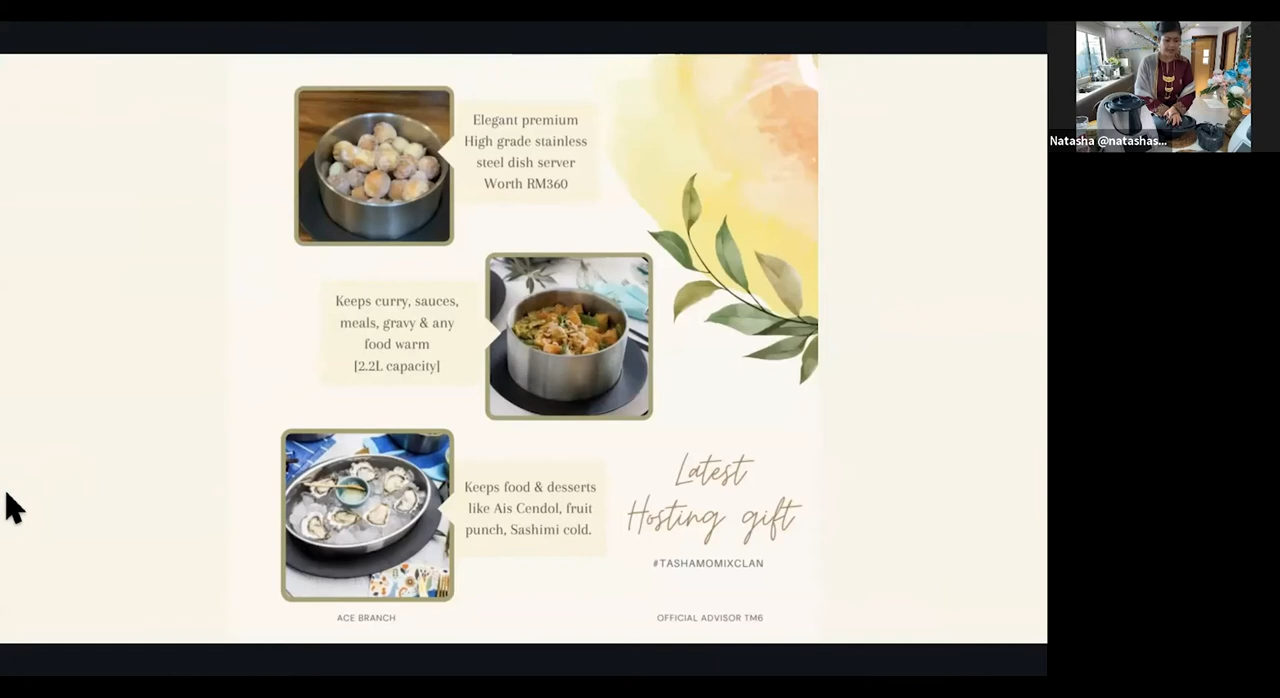 Elegant premium
High grade stainless
steel dish server
Worth RM360
Keeps curry, sauces,
meals, gravy & any
food warm
[2.2L capacity]
Keeps food & desserts
like Ais Cendol, fruit
punch, Sashimi cold.
Latest
Hosting gift
#TASHAMOMIXCLAN
ACE BRANCH
OFFICIAL ADVISOR TM6
Natasha @natashas...